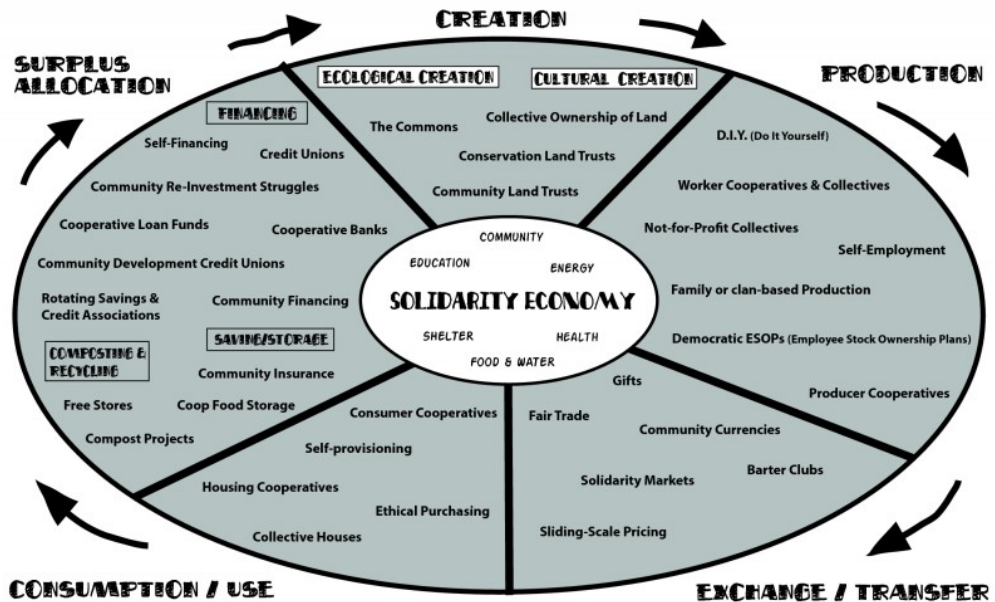 CREATION
SURPLUS
ALLOCATION
PRODUCTION
ECOLOGICAL CREATION
CULTURAL CREATION
The Commons
Collective Ownership of Land
Conservation Land Trusts
Community Land Trusts
D.I.Y. (Do It Yourself)
Worker Cooperatives & Collectives
Not-for-Profit Collectives
Self-Employment
Family or clan-based Production
Democratic ESOPs (Employee Stock Ownership Plans)
Producer Cooperatives
FINANCING
Self-Financing
Credit Unions
Community Re-Investment Struggles
Cooperative Loan Funds
Cooperative Banks
Community Development Credit Unions
Rotating Savings &
Credit Associations
Community Financing
SAVING/STORAGE
COMPOSTING &
RECYCLING
Community Insurance
Free Stores
Coop Food Storage
Compost Projects
COMMUNITY
EDUCATION
ENERGY
SOLIDARITY ECONOMY
SHELTER
HEALTH
FOOD & WATER
Consumer Cooperatives
Self-provisioning
Housing Cooperatives
Ethical Purchasing
Collective Houses
Gifts
Fair Trade
Community Currencies
Barter Clubs
Solidarity Markets
Sliding-Scale Pricing
CONSUMPTION / USE
EXCHANGE / TRANSFER